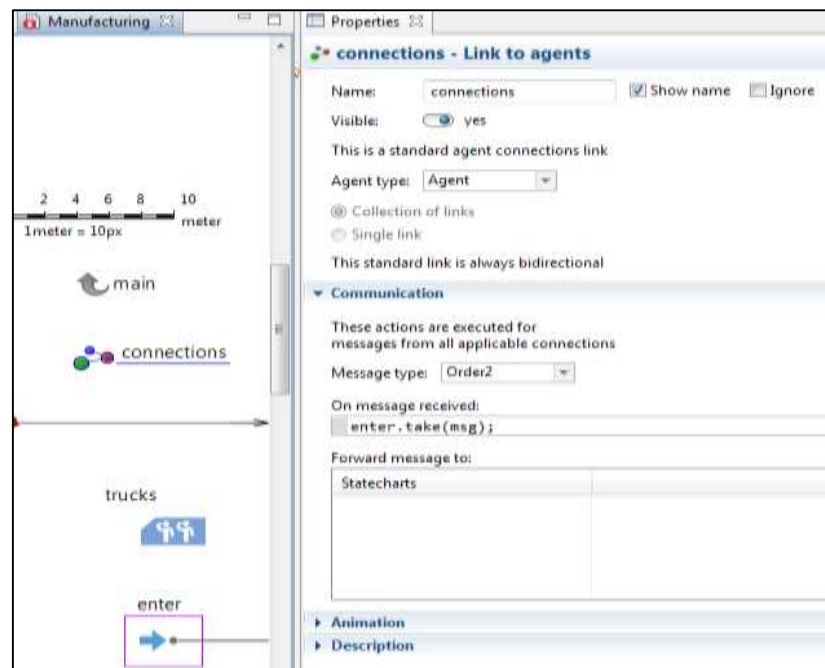 Manufacturing
2 4 6 8 10
meter
1meter = 10px
main
connections
trucks
enter
Properties
connections - Link to agents
Name: connections Show name Ignore
Visible: yes
This is a standard agent connections link
Agent type: Agent
Collection of links
Single link
This standard link is always bidirectional
Communication
These actions are executed for
messages from all applicable connections
Message type: Order2
On message received:
enter.take(msg);
Forward message to:
Statecharts
Animation
Description